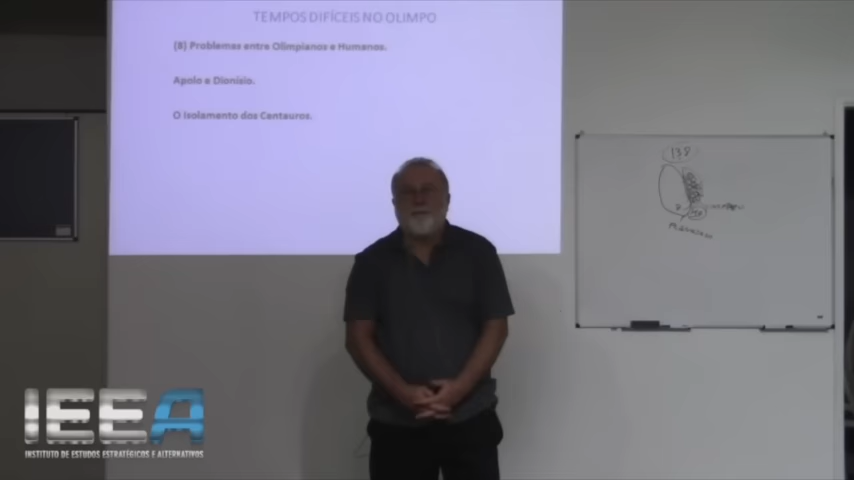 TEMPOS DIFÍCEIS NO OLIMPO
(8) Problemas entre Olimpianos e Humanos.
Apolo e Dionísio.
O Isolamento dos Centauros.
138
IEEA
INSTITUTO DE ESTUDOS ESTRATÉGICOS E ALTERNATIVOS